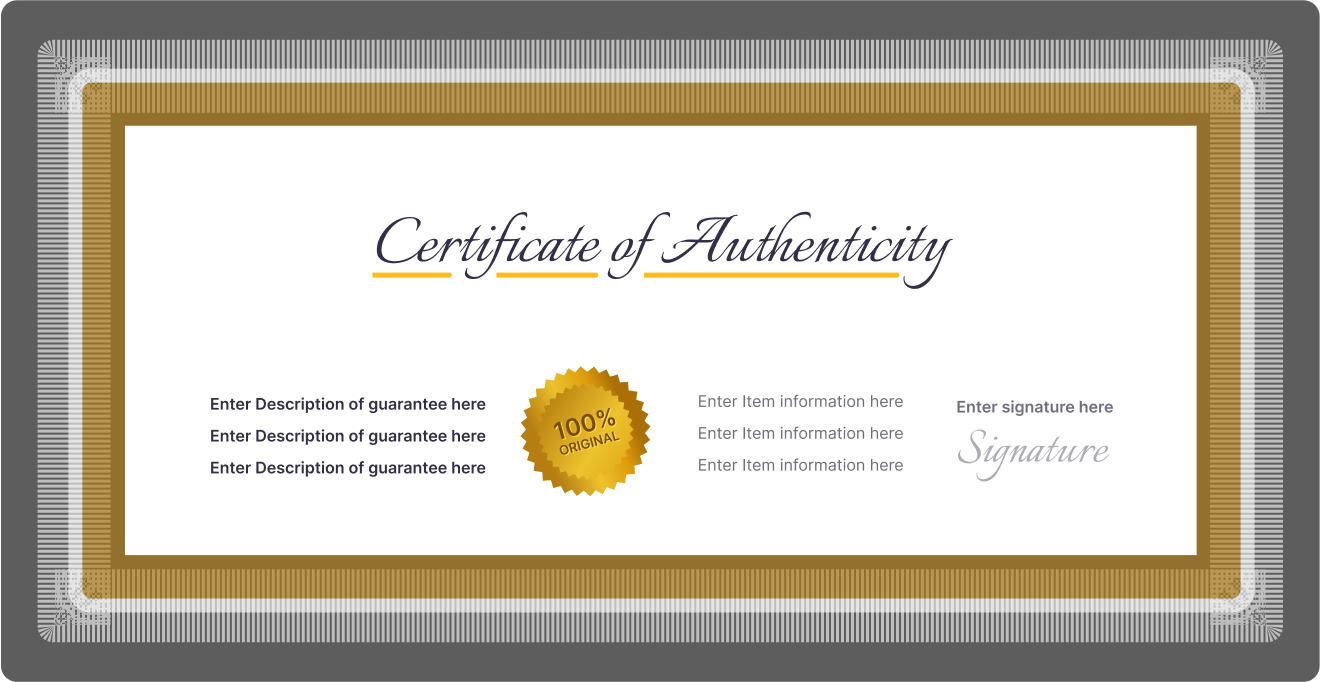 Certificate of Authenticity
Enter Description of guarantee here
Enter Description of guarantee here
Enter Description of guarantee here
100%
ORIGINAL
Enter Item information here
Enter Item information here
Enter Item information here
Enter signature here
Signature